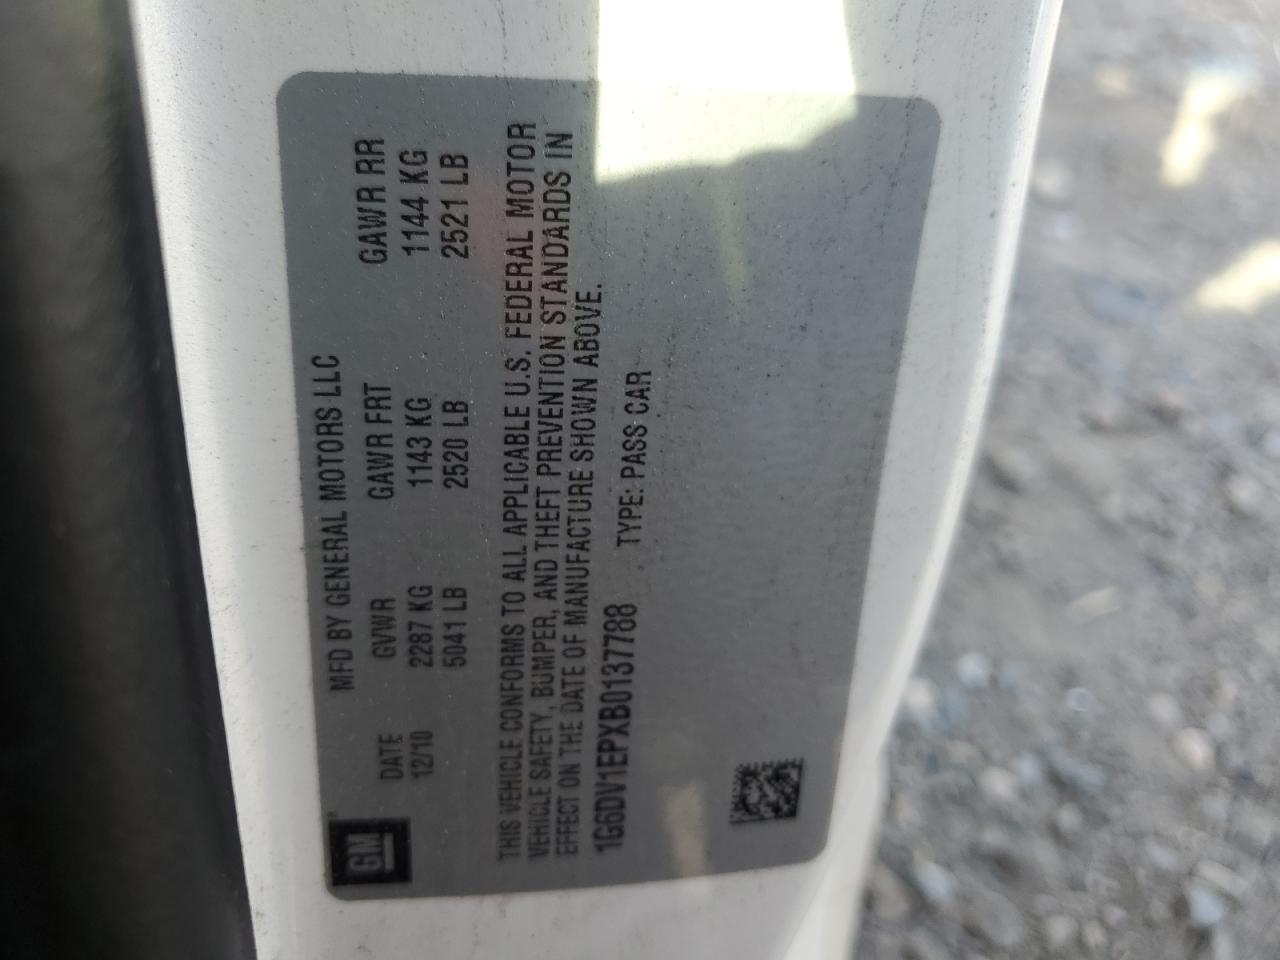 GM
MFD BY GENERAL MOTORS LLC
DATE GVWR GAWR FRT GAWR RR
12/10 2287 KG 1143 KG 1144 KG
5041 LB 2520 LB 2521 LB
THIS VEHICLE CONFORMS TO ALL APPLICABLE U.S. FEDERAL MOTOR
VEHICLE SAFETY, BUMPER, AND THEFT PREVENTION STANDARDS IN
EFFECT ON THE DATE OF MANUFACTURE SHOWN ABOVE.
1G6DV1EPXB0137788 TYPE: PASS CAR